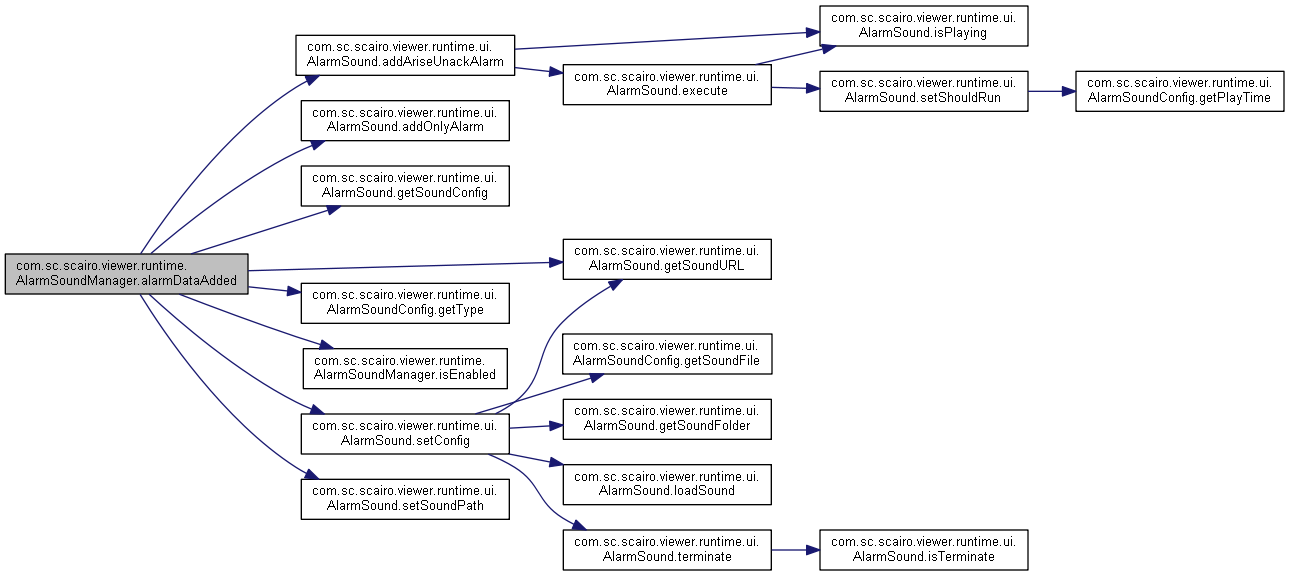 com.sc.scairo.viewer.runtime.
AlarmSoundManager.alarmDataAdded
com.sc.scairo.viewer.runtime.ui.
AlarmSound.addAriseUnackAlarm
com.sc.scairo.viewer.runtime.ui.
AlarmSound.addOnlyAlarm
com.sc.scairo.viewer.runtime.ui.
AlarmSound.getSoundConfig
com.sc.scairo.viewer.runtime.ui.
AlarmSoundConfig.getType
com.sc.scairo.viewer.runtime.
AlarmSoundManager.isEnabled
com.sc.scairo.viewer.runtime.ui.
AlarmSound.setConfig
com.sc.scairo.viewer.runtime.ui.
AlarmSound.setSoundPath
com.sc.scairo.viewer.runtime.ui.
AlarmSound.execute
com.sc.scairo.viewer.runtime.ui.
AlarmSound.getSoundURL
com.sc.scairo.viewer.runtime.ui.
AlarmSoundConfig.getSoundFile
com.sc.scairo.viewer.runtime.ui.
AlarmSound.getSoundFolder
com.sc.scairo.viewer.runtime.ui.
AlarmSound.loadSound
com.sc.scairo.viewer.runtime.ui.
AlarmSound.terminate
com.sc.scairo.viewer.runtime.ui.
AlarmSound.isPlaying
com.sc.scairo.viewer.runtime.ui.
AlarmSound.setShouldRun
com.sc.scairo.viewer.runtime.ui.
AlarmSound.isTerminate
com.sc.scairo.viewer.runtime.ui.
AlarmSoundConfig.getPlayTime